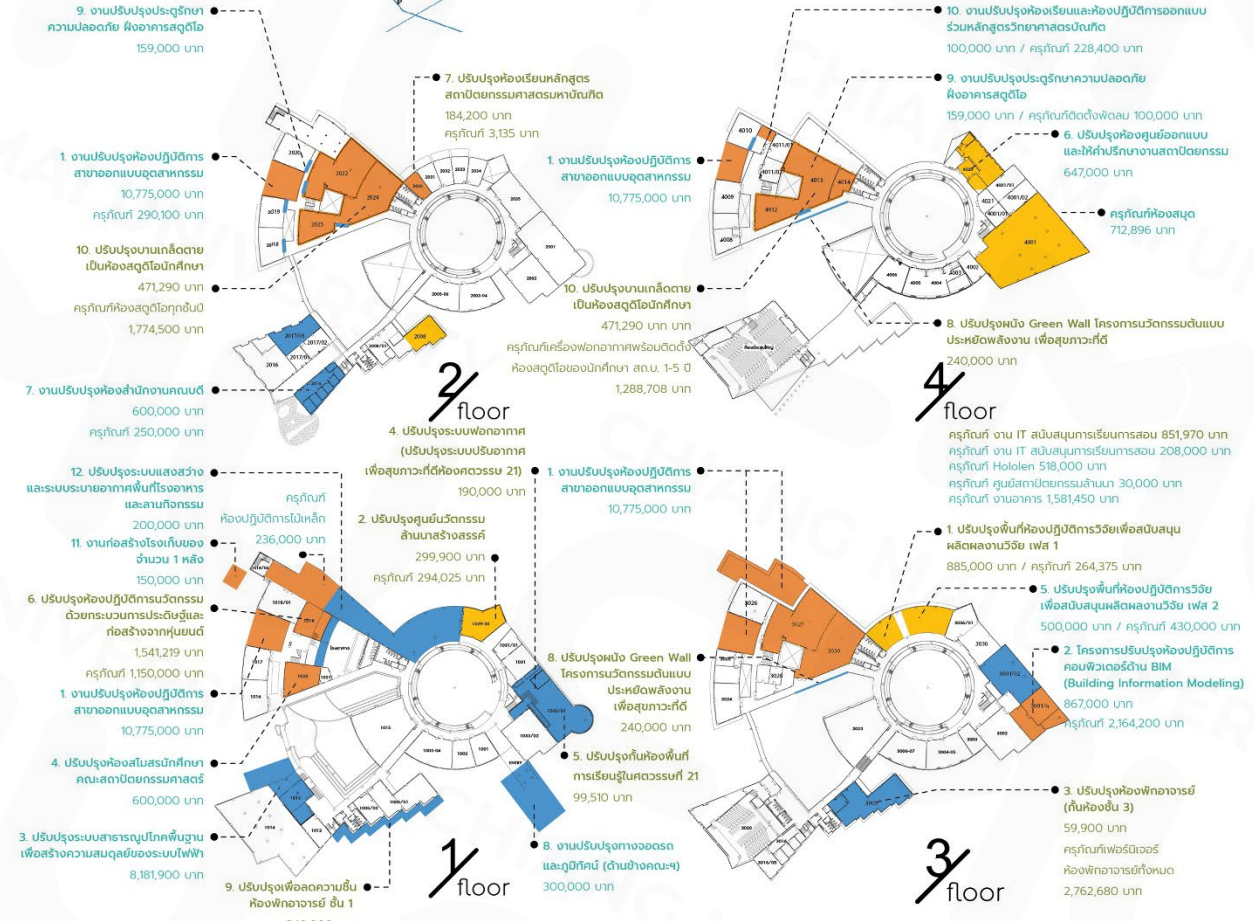 9. งานปรับปรุงประตูรักษา
ความปลอดภัย ฝั่งอาคารสตูดิโอ
159,000 บาท
7. ปรับปรุงห้องเรียนหลักสูตร
สถาปัตยกรรมศาสตรมหาบัณฑิต
184,200 บาท
ครุภัณฑ์ 3,135 บาท
1. งานปรับปรุงห้องปฏิบัติการ
สาขาออกแบบอุตสาหกรรม
10,775,000 บาท
ครุภัณฑ์ 290,100 บาท
10. ปรับปรุงบานเกล็ดตาย
เป็นห้องสตูดิโอนักศึกษา
471,290 บาท
ครุภัณฑ์ห้องสตูดิโอทุกชั้นปี
1,774,500 บาท
7. งานปรับปรุงห้องสำนักงานคณบดี
600,000 บาท
ครุภัณฑ์ 250,000 บาท
2020
2022
2024
2025
2019
2018
2031
2032
2033
2034
2035
2001
2002
2003-04
2005-06
2008
2017/02
2016
2/floor
10. งานปรับปรุงห้องเรียนและห้องปฏิบัติการออกแบบ
ร่วมหลักสูตรวิทยาศาสตรบัณฑิต
100,000 บาท / ครุภัณฑ์ 228,400 บาท
9. งานปรับปรุงประตูรักษาความปลอดภัย
ฝั่งอาคารสตูดิโอ
159,000 บาท / ครุภัณฑ์ติดตั้งพัดลม 100,000 บาท
6. ปรับปรุงห้องศูนย์ออกแบบ
และให้คำปรึกษางานสถาปัตยกรรม
647,000 บาท
ครุภัณฑ์ห้องสมุด
712,896 บาท
1. งานปรับปรุงห้องปฏิบัติการ
สาขาออกแบบอุตสาหกรรม
10,775,000 บาท
10. ปรับปรุงบานเกล็ดตาย
เป็นห้องสตูดิโอนักศึกษา
471,290 บาท บาท
ครุภัณฑ์เครื่องฟอกอากาศพร้อมติดตั้ง
ห้องสตูดิโอของนักศึกษา สถ.บ. 1-5 ปี
1,288,708 บาท
8. ปรับปรุงผนัง Green Wall โครงการนวัตกรรมต้นแบบ
ประหยัดพลังงาน เพื่อสุขภาวะที่ดี
240,000 บาท
4010
4011/01
4011/02
4013
4014
4012
4009
4008
4021
4001/02
4001/01
4001
4002
4003
4004
4005
4006
4/floor
ครุภัณฑ์ งาน IT สนับสนุนการเรียนการสอน 851,970 บาท
ครุภัณฑ์ งาน IT สนับสนุนการเรียนการสอน 208,000 บาท
ครุภัณฑ์ Hololen 518,000 บาท
ครุภัณฑ์ ศูนย์สถาปัตยกรรมล้านนา 30,000 บาท
ครุภัณฑ์ งานอาคาร 1,581,450 บาท
12. ปรับปรุงระบบแสงสว่าง
และระบบระบายอากาศพื้นที่โรงอาหาร
และลานกิจกรรม
200,000 บาท
ครุภัณฑ์
ห้องปฏิบัติการไม้เหล็ก
236,000 บาท
11. งานก่อสร้างโรงเก็บของ
จำนวน 1 หลัง
150,000 บาท
6. ปรับปรุงห้องปฏิบัติการนวัตกรรม
ด้วยกระบวนการประดิษฐ์และ
ก่อสร้างจากหุ่นยนต์
1,541,219 บาท
ครุภัณฑ์ 1,150,000 บาท
1. งานปรับปรุงห้องปฏิบัติการ
สาขาออกแบบอุตสาหกรรม
10,775,000 บาท
4. ปรับปรุงห้องสโมสรนักศึกษา
คณะสถาปัตยกรรมศาสตร์
600,000 บาท
3. ปรับปรุงระบบสาธารณูปโภคพื้นฐาน
เพื่อสร้างความสมดุลย์ของระบบไฟฟ้า
8,181,900 บาท
9. ปรับปรุงเพื่อลดความชื้น
ห้องพักอาจารย์ ชั้น 1
4. ปรับปรุงระบบฟอกอากาศ
(ปรับปรุงระบบปรับอากาศ
เพื่อสุขภาวะที่ดีห้องศตวรรษ 21)
190,000 บาท
2. ปรับปรุงศูนย์นวัตกรรม
ล้านนาสร้างสรรค์
299,900 บาท
ครุภัณฑ์ 294,025 บาท
5. ปรับปรุงกั้นห้องพื้นที่
การเรียนรู้ในศตวรรษที่ 21
99,510 บาท
8. งานปรับปรุงทางจอดรถ
และภูมิทัศน์ (ด้านข้างคณะฯ)
300,000 บาท
1017
1016
1015
1014
1012
1003-04
1002
1001
ENTRY
1/floor
1. งานปรับปรุงห้องปฏิบัติการ
สาขาออกแบบอุตสาหกรรม
10,775,000 บาท
8. ปรับปรุงผนัง Green Wall
โครงการนวัตกรรมต้นแบบ
ประหยัดพลังงาน
เพื่อสุขภาวะที่ดี
240,000 บาท
1. ปรับปรุงพื้นที่ห้องปฏิบัติการวิจัยเพื่อสนับสนุน
ผลิตผลงานวิจัย เฟส 1
885,000 บาท / ครุภัณฑ์ 264,375 บาท
5. ปรับปรุงพื้นที่ห้องปฏิบัติการวิจัย
เพื่อสนับสนุนผลิตผลงานวิจัย เฟส 2
500,000 บาท / ครุภัณฑ์ 430,000 บาท
2. โครงการปรับปรุงห้องปฏิบัติการ
คอมพิวเตอร์ด้าน BIM
(Building Information Modeling)
867,000 บาท
ครุภัณฑ์ 2,164,200 บาท
3. ปรับปรุงห้องพักอาจารย์
(กั้นห้องชั้น 3)
59,900 บาท
ครุภัณฑ์เฟอร์นิเจอร์
ห้องพักอาจารย์ทั้งหมด
2,762,680 บาท
3026
3027
3030
3028
3024
3023
3036/01
3036
3001/02
3002
3003
3004-05
3006-07
3020
3/floor